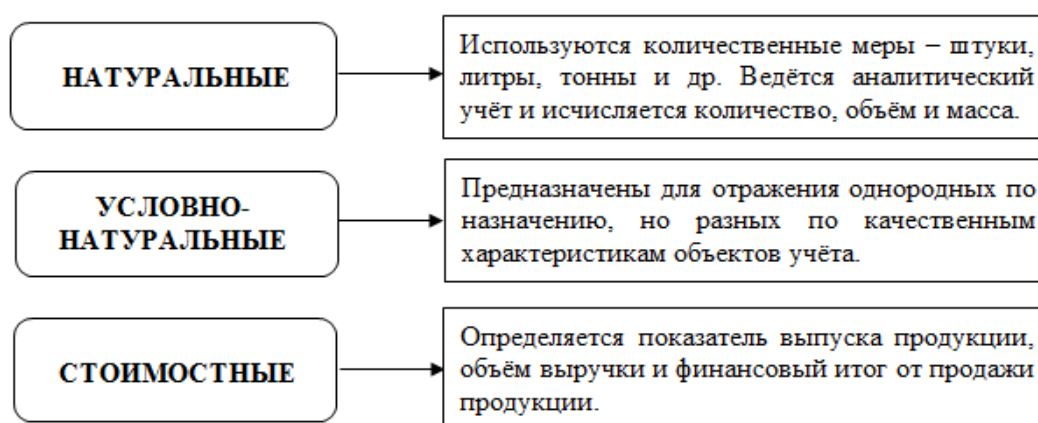 НАТУРАЛЬНЫЕ
Используются количественные меры – штуки,
литры, тонны и др. Ведётся аналитический
учёт и исчисляется количество, объём и масса.
УСЛОВНО-
НАТУРАЛЬНЫЕ
Предназначены для отражения однородных по
назначению, но разных по качественным
характеристикам объектов учёта.
СТОИМОСТНЫЕ
Определяется показатель выпуска продукции,
объём выручки и финансовый итог от продажи
продукции.